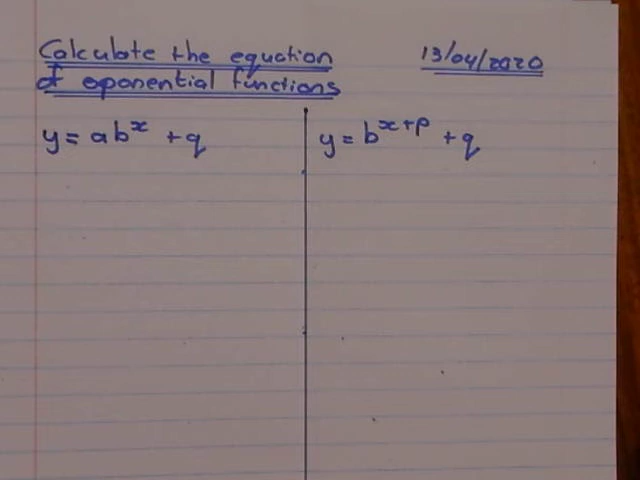 Calculate the equation
of exponential functions
13/04/2020
y = ab^x + q
y = b^{x+p} + q